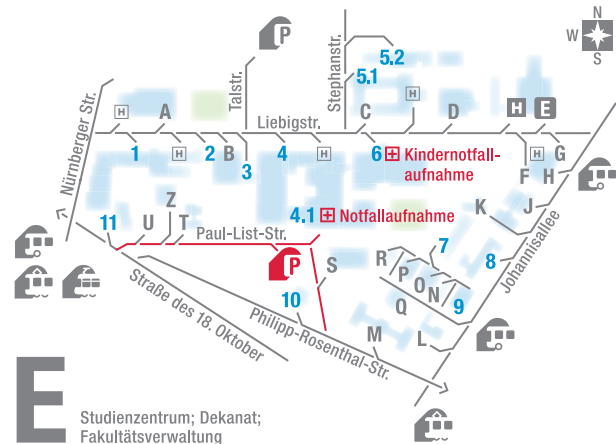 N
W
S
P
5.2
5.1
Nürnberger Str.
Talstr.
Stephanstr.
H
A
C
H
D
H
E
Liebigstr.
1
H
2
B
3
4
H
6
Kindernotfall-
aufnahme
H
G
F
H
Z
4.1
Notfallaufnahme
K
J
Johannisallee
11
U
T
Paul-List-Str.
P
S
R
P
O
N
7
8
9
Q
10
Straße des 18. Oktober
Philipp-Rosenthal-Str.
M
L
E
Studienzentrum; Dekanat;
Fakultätsverwaltung